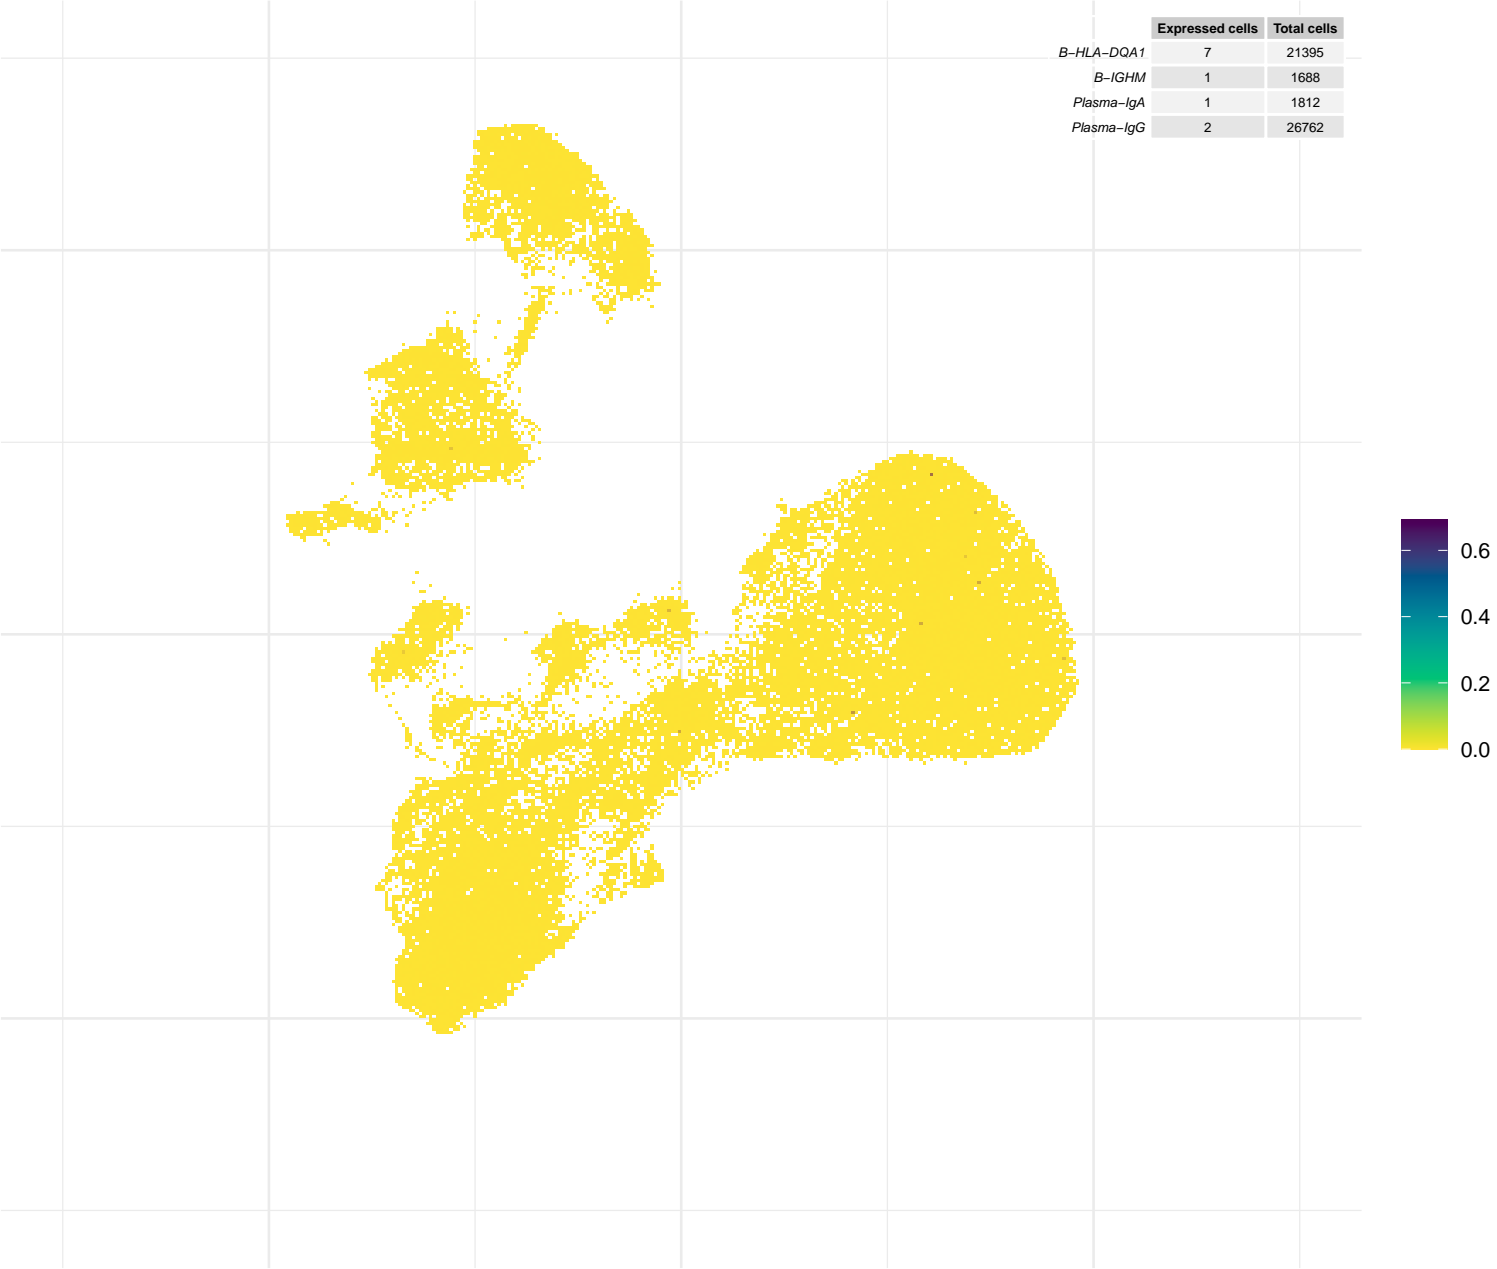 Expressed cells Total cells
B−HLA−DQA1 7 21395
B−IGHM 1 1688
Plasma−IgA 1 1812
Plasma−IgG 2 26762
0.6
0.4
0.2
0.0